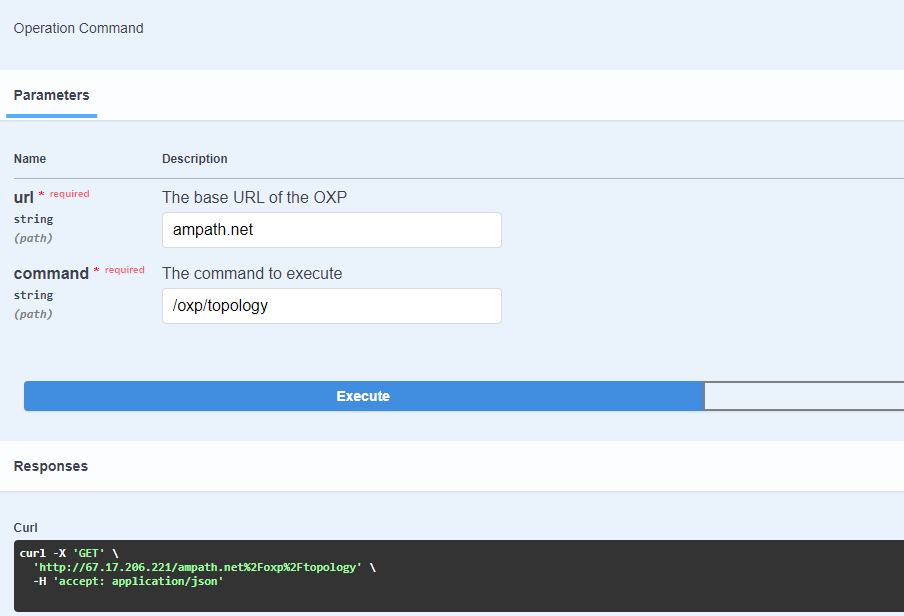 Operation Command
Parameters
Name Description
url * required The base URL of the OXP
string ampath.net
(path)
command * required The command to execute
string /oxp/topology
(path)
Execute
Responses
Curl
curl -X 'GET' \
'http://67.17.206.221/ampath.net%2Foxp%2Ftopology' \
-H 'accept: application/json'